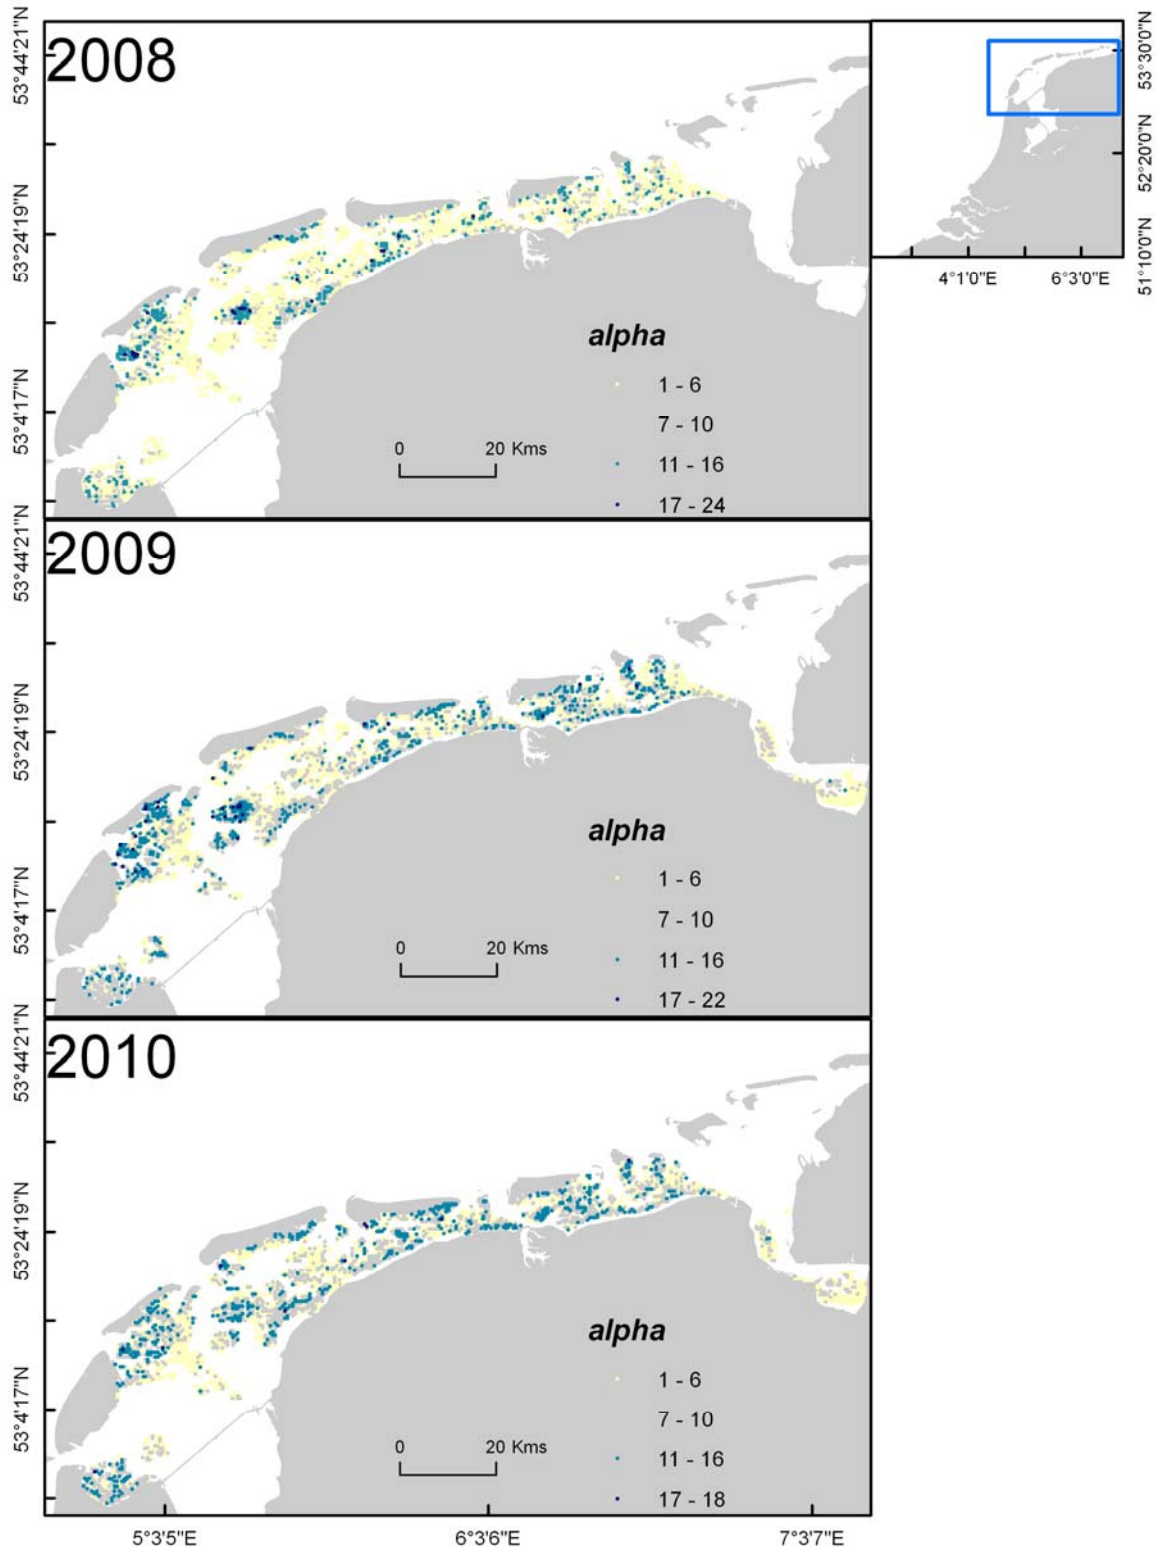 2008
53°44'21"N
53°24'19"N
53°4'17"N
alpha
1 - 6
7 - 10
11 - 16
17 - 24
0 20 Kms
53°30'0"N
52°20'0"N
51°10'0"N
4°1'0"E 6°3'0"E
2009
53°44'21"N
53°24'19"N
53°4'17"N
alpha
1 - 6
7 - 10
11 - 16
17 - 22
0 20 Kms
2010
53°44'21"N
53°24'19"N
53°4'17"N
alpha
1 - 6
7 - 10
11 - 16
17 - 18
0 20 Kms
5°3'5"E 6°3'6"E 7°3'7"E